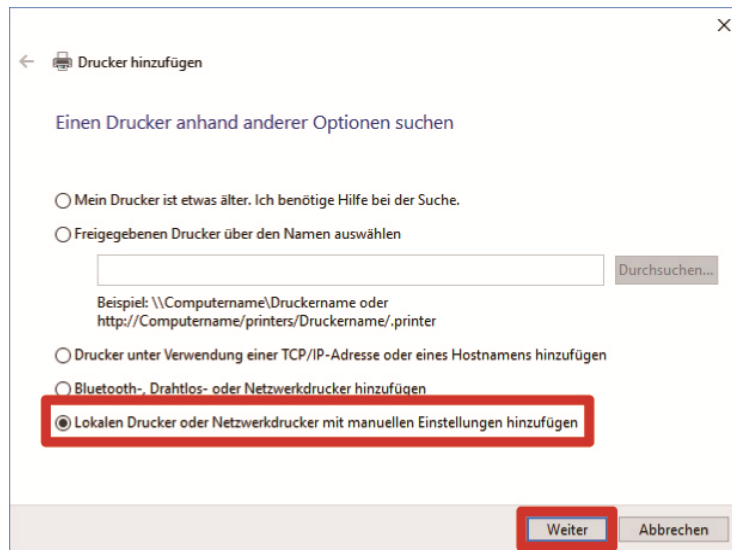 Drucker hinzufügen
Einen Drucker anhand anderer Optionen suchen
Mein Drucker ist etwas älter. Ich benötige Hilfe bei der Suche.
Freigegebenen Drucker über den Namen auswählen
Durchsuchen...
Beispiel: \\Computername\Druckername oder
http://Computername/printers/Druckername/.printer
Drucker unter Verwendung einer TCP/IP-Adresse oder eines Hostnamens hinzufügen
Bluetooth-, Drahtlos- oder Netzwerkdrucker hinzufügen
Lokalen Drucker oder Netzwerkdrucker mit manuellen Einstellungen hinzufügen
Weiter Abbrechen